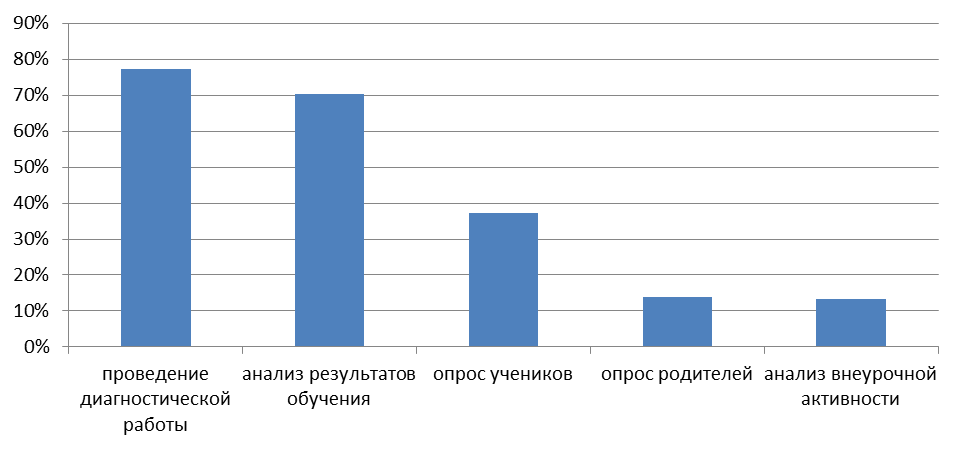 90%
80%
70%
60%
50%
40%
30%
20%
10%
0%
проведение
диагностической
работы
анализ результатов
обучения
опрос учеников
опрос родителей
анализ внеурочной
активности